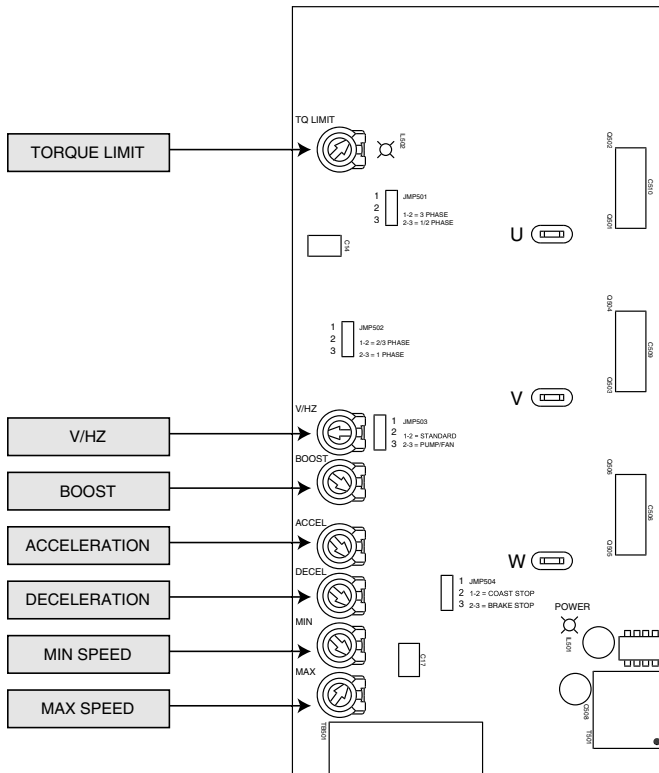 TORQUE LIMIT
TQ LIMIT
IL502
1 JMP501
2 1-2 = 3 PHASE
3 2-3 = 1/2 PHASE
C14
Q502
C510
Q501
U
1 JMP502
2 1-2 = 2/3 PHASE
3 2-3 = 1 PHASE
Q504
C509
Q503
V
V/HZ
V/HZ
1 JMP503
2 1-2 = STANDARD
3 2-3 = PUMP/FAN
BOOST
BOOST
Q506
C506
Q505
W
ACCELERATION
ACCEL
DECELERATION
DECEL
1 JMP504
2 1-2 = COAST STOP
3 2-3 = BRAKE STOP
POWER
IL501
MIN SPEED
MIN
C17
MAX SPEED
MAX
C508
T501
TB501